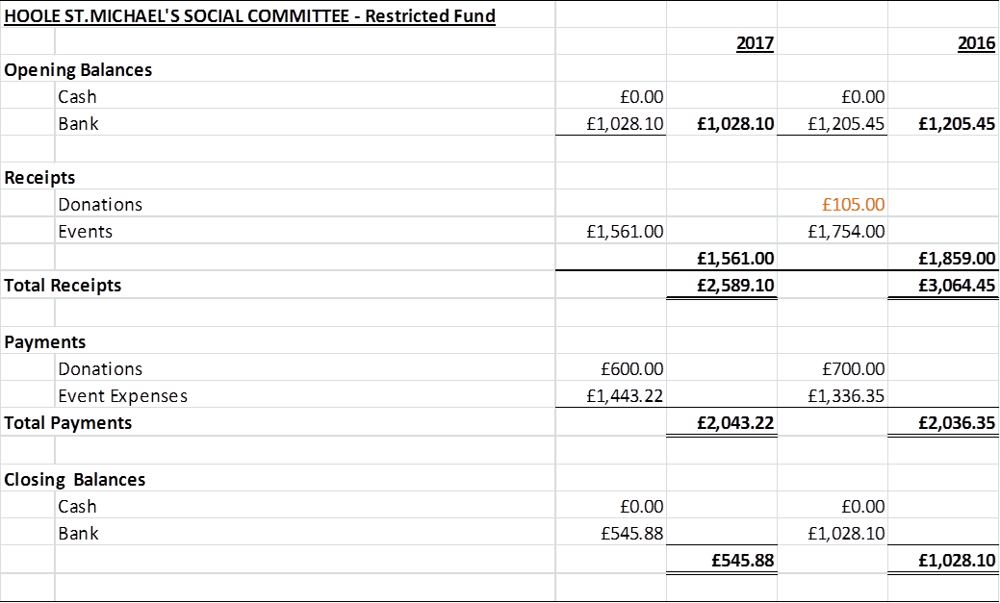 HOOLE ST.MICHAEL'S SOCIAL COMMITTEE - Restricted Fund
2017 2016
Opening Balances
Cash £0.00 £0.00
Bank £1,028.10 £1,028.10 £1,205.45 £1,205.45
Receipts
Donations £105.00
Events £1,561.00 £1,754.00
£1,561.00 £1,859.00
Total Receipts £2,589.10 £3,064.45
Payments
Donations £600.00 £700.00
Event Expenses £1,443.22 £1,336.35
Total Payments £2,043.22 £2,036.35
Closing Balances
Cash £0.00 £0.00
Bank £545.88 £1,028.10
£545.88 £1,028.10